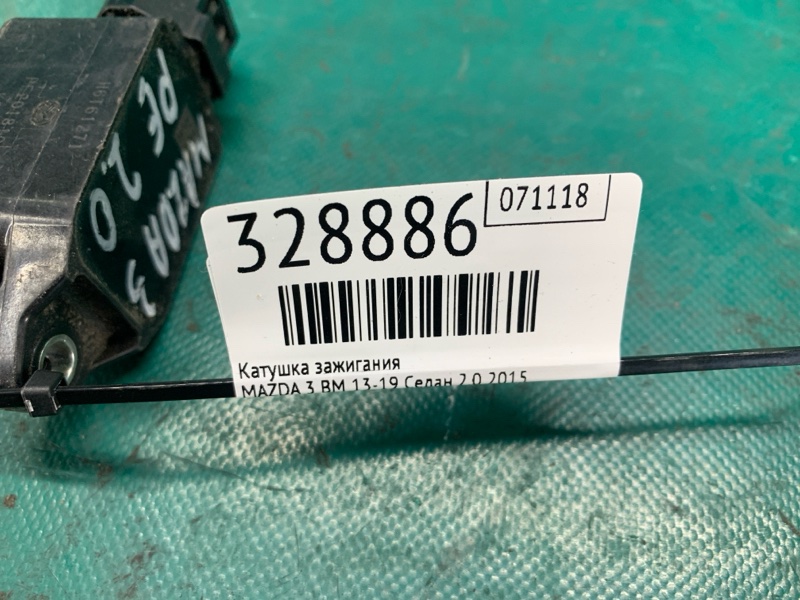 328886
071118
Катушка зажигания
MAZDA 3 BM 13-19 Седан 2.0 2015
MAZDA 3
PE 2.0